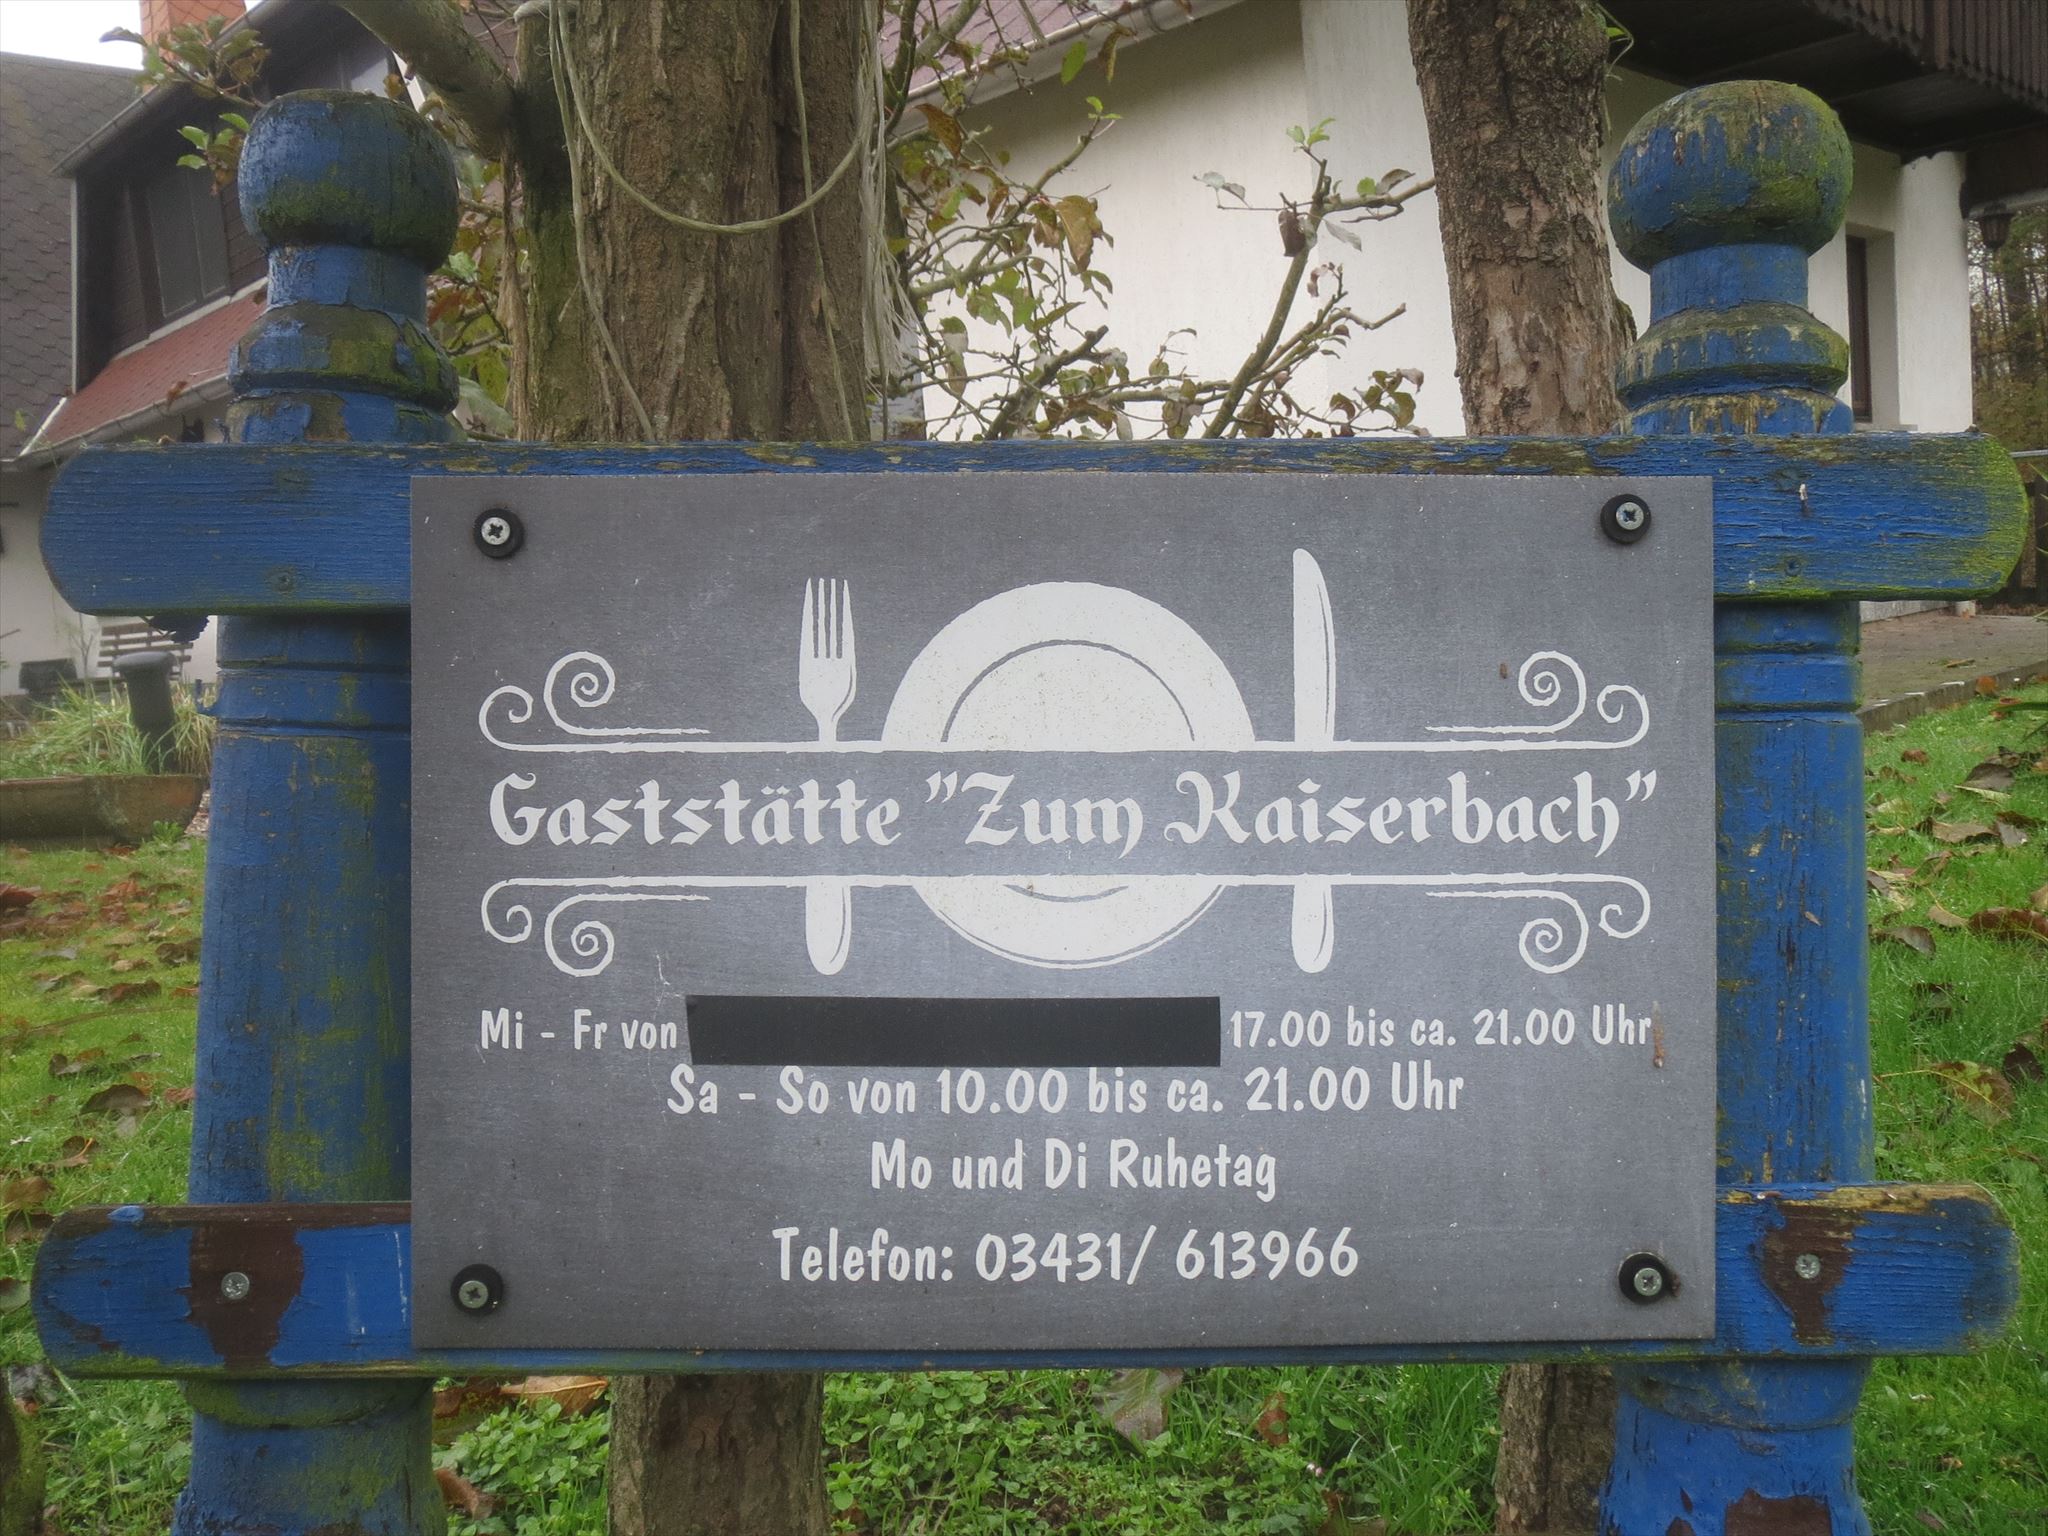 Gaststätte "Zum Kaiserbach"
Mi - Fr von 17.00 bis ca. 21.00 Uhr
Sa - So von 10.00 bis ca. 21.00 Uhr
Mo und Di Ruhetag
Telefon: 03431/ 613966